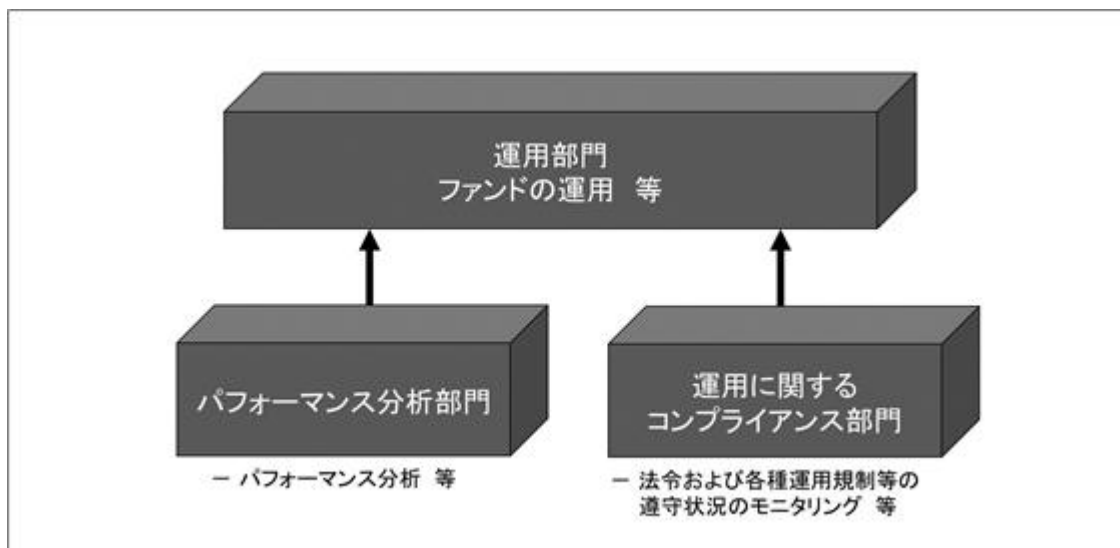 運用部門
ファンドの運用 等
パフォーマンス分析部門
－ パフォーマンス分析 等
運用に関する
コンプライアンス部門
－ 法令および各種運用規制等の
遵守状況のモニタリング 等